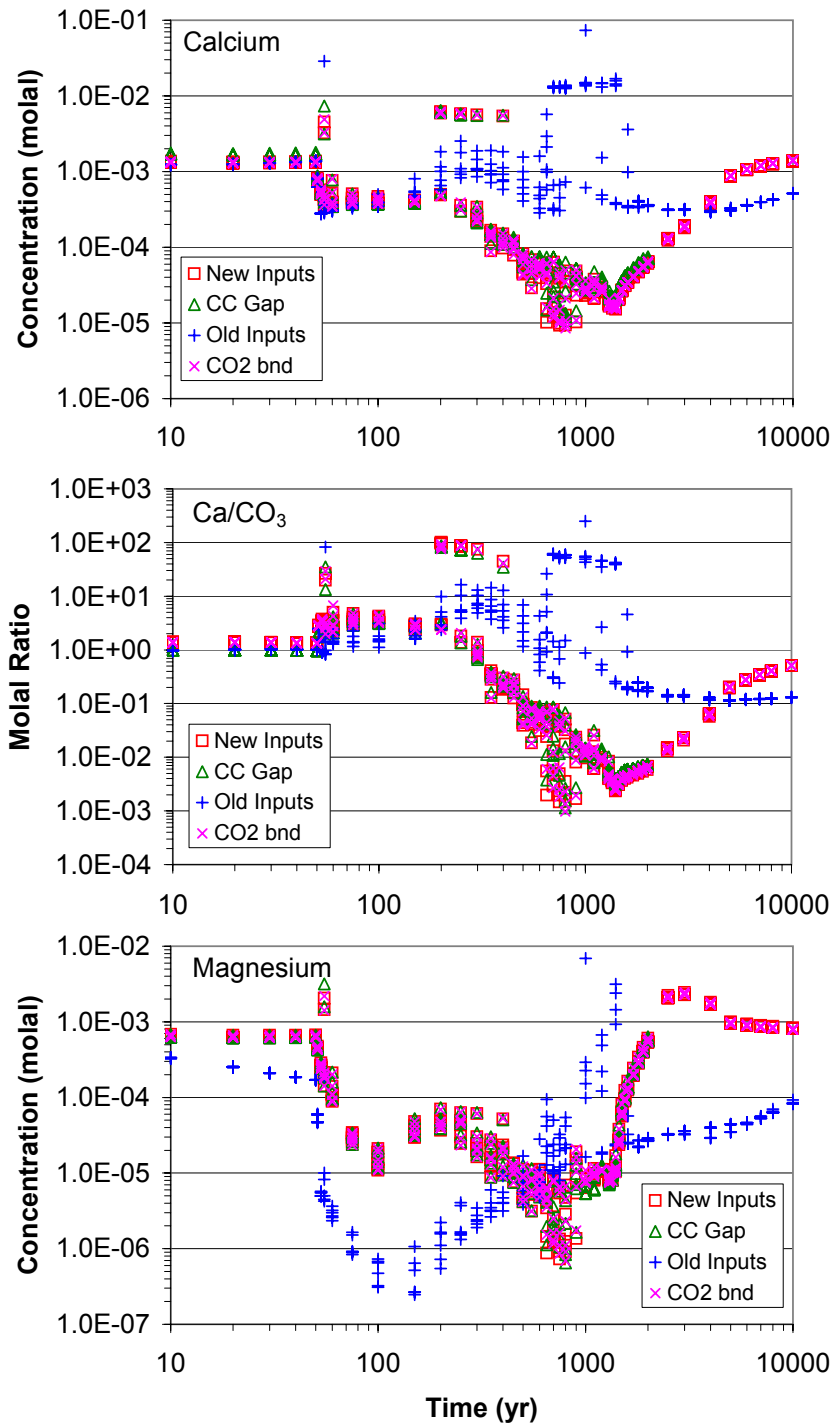 Calcium
Concentration (molal)
1.0E-01
1.0E-02
1.0E-03
1.0E-04
1.0E-05
1.0E-06
New Inputs
CC Gap
Old Inputs
CO2 bnd
10 100 1000 10000
Ca/CO₃
Molal Ratio
1.0E+03
1.0E+02
1.0E+01
1.0E+00
1.0E-01
1.0E-02
1.0E-03
1.0E-04
New Inputs
CC Gap
Old Inputs
CO2 bnd
10 100 1000 10000
Magnesium
Concentration (molal)
1.0E-02
1.0E-03
1.0E-04
1.0E-05
1.0E-06
1.0E-07
New Inputs
CC Gap
Old Inputs
CO2 bnd
10 100 1000 10000
Time (yr)